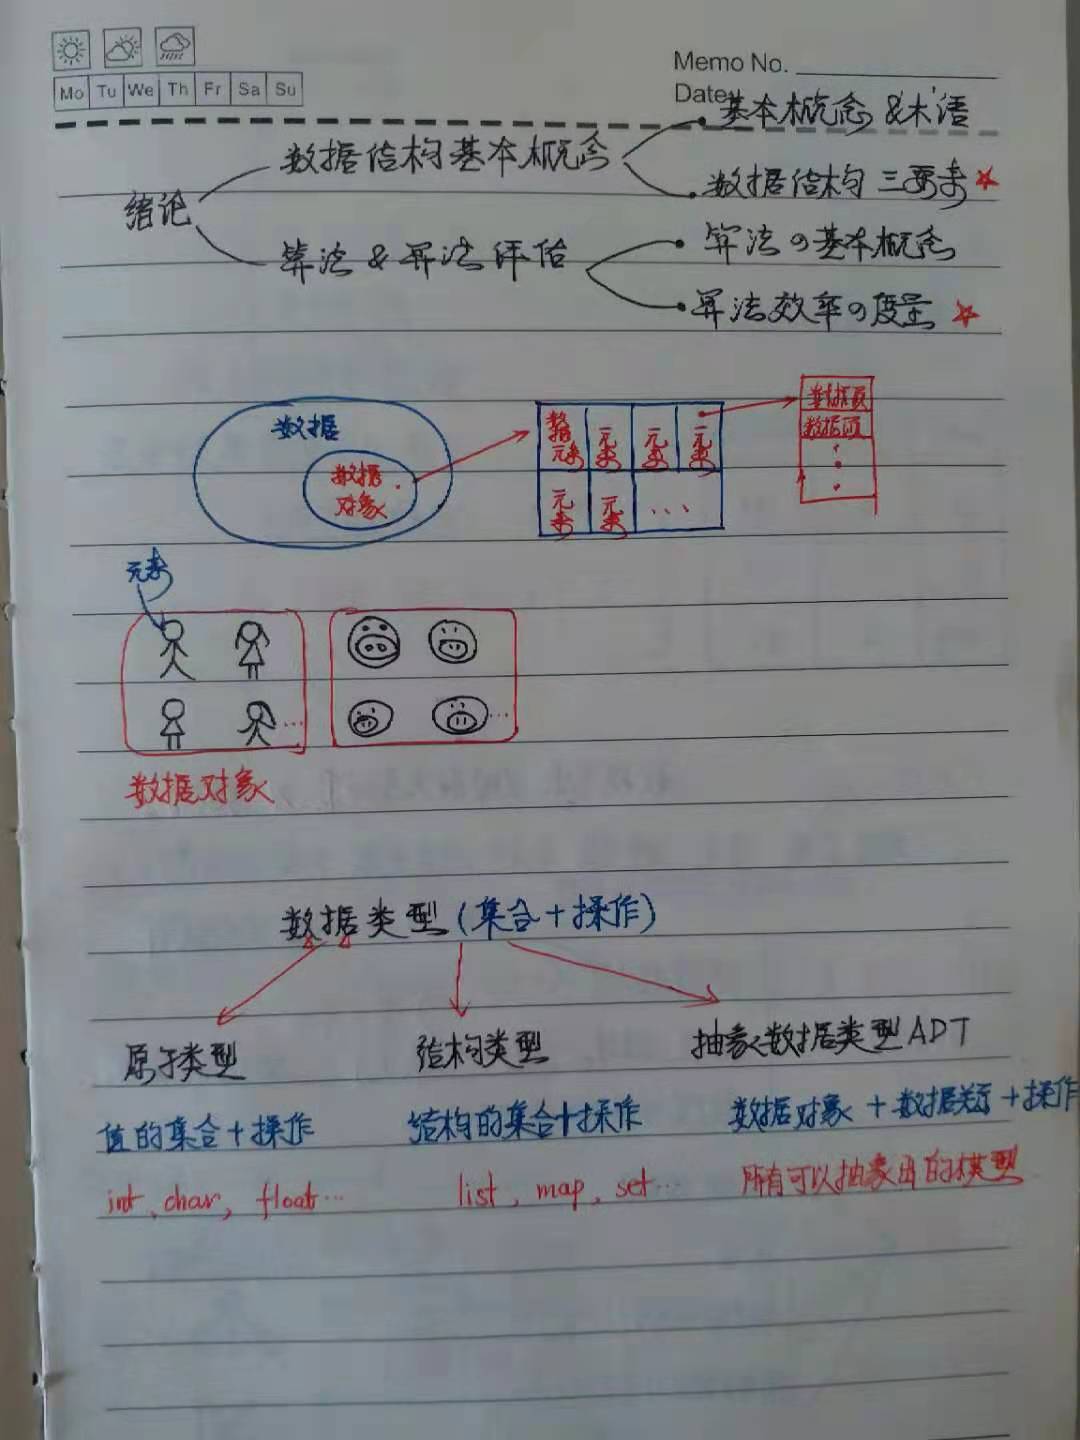 Memo No.
Mo Tu We Th Fr Sa Su
Date
基本概念 & 术语
数据结构基本概念
数据结构 三要素
绪论
算法の基本概念
算法 & 算法评估
算法效率の度量
数据
数据对象
数据元素 元素 元素 元素
元素 元素 ...
数据项
数据项
元素
...
...
数据对象
数据类型(集合+操作)
原子类型 结构类型 抽象数据类型ADT
值的集合+操作 结构的集合+操作 数据对象+数据关系+操作
int、char, float... list, map, set... 所有可以抽象出的模型